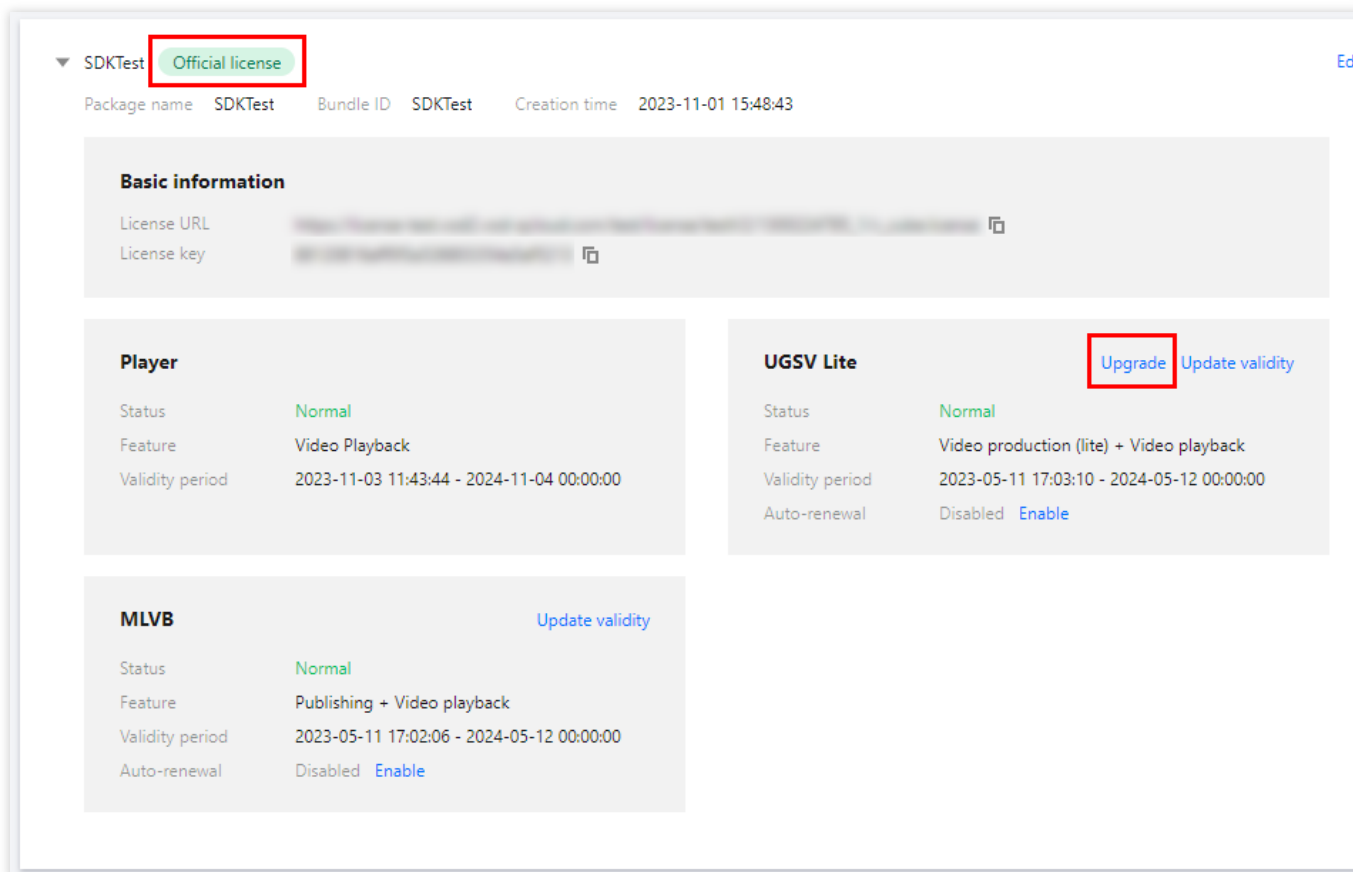 SDKTest Official license Ed
Package name SDKTest Bundle ID SDKTest Creation time 2023-11-01 15:48:43
Basic information
License URL
License key
Player
Status Normal
Feature Video Playback
Validity period 2023-11-03 11:43:44 - 2024-11-04 00:00:00
UGSV Lite Upgrade Update validity
Status Normal
Feature Video production (lite) + Video playback
Validity period 2023-05-11 17:03:10 - 2024-05-12 00:00:00
Auto-renewal Disabled Enable
MLVB Update validity
Status Normal
Feature Publishing + Video playback
Validity period 2023-05-11 17:02:06 - 2024-05-12 00:00:00
Auto-renewal Disabled Enable